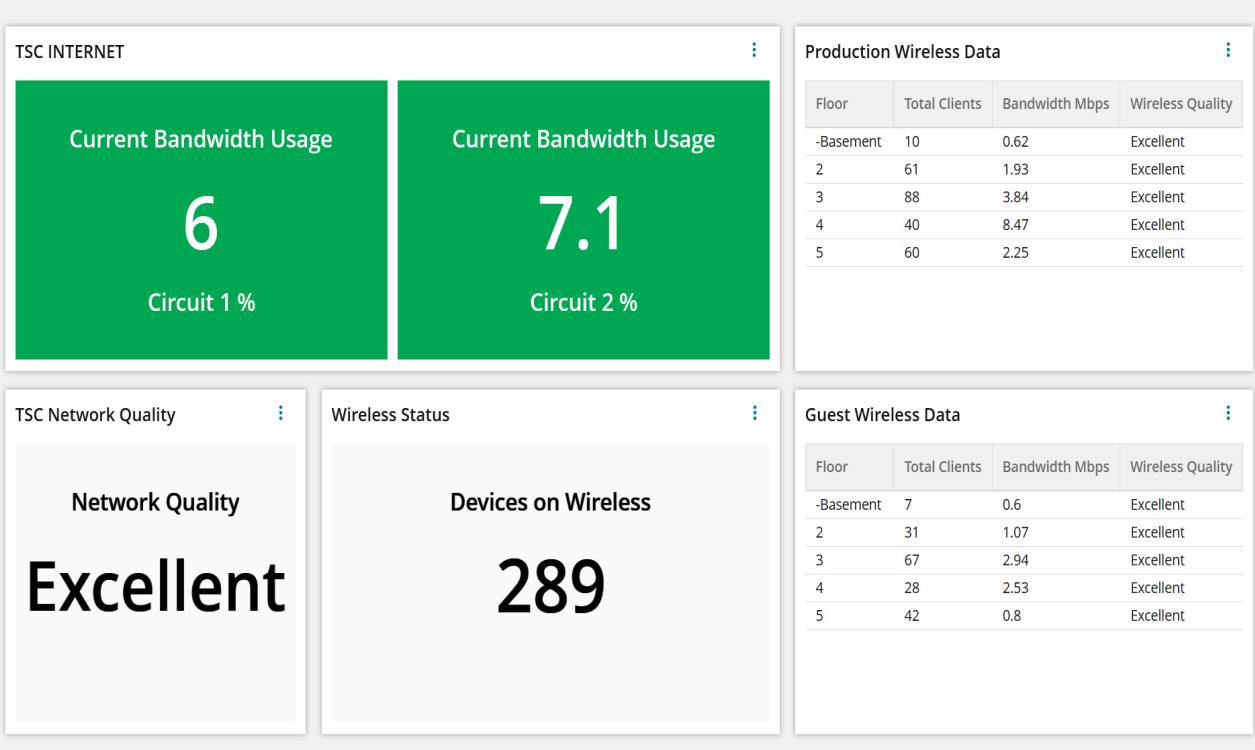 TSC INTERNET
Current Bandwidth Usage
6
Circuit 1 %
Current Bandwidth Usage
7.1
Circuit 2 %
Production Wireless Data
Floor Total Clients Bandwidth Mbps Wireless Quality
-Basement 10 0.62 Excellent
2 61 1.93 Excellent
3 88 3.84 Excellent
4 40 8.47 Excellent
5 60 2.25 Excellent
TSC Network Quality
Network Quality
Excellent
Wireless Status
Devices on Wireless
289
Guest Wireless Data
Floor Total Clients Bandwidth Mbps Wireless Quality
-Basement 7 0.6 Excellent
2 31 1.07 Excellent
3 67 2.94 Excellent
4 28 2.53 Excellent
5 42 0.8 Excellent